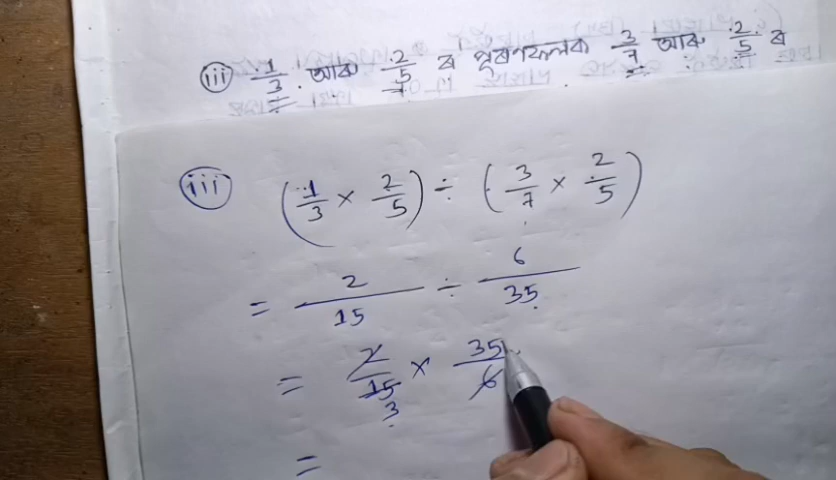 iii) 1/3 আৰু 2/5 ৰ পূৰণফলক 3/7 আৰু 2/5 ৰ
iii) (1/3 × 2/5) ÷ (3/7 × 2/5)
= 2/15 ÷ 6/35
= 2/15 × 35/6
3
=